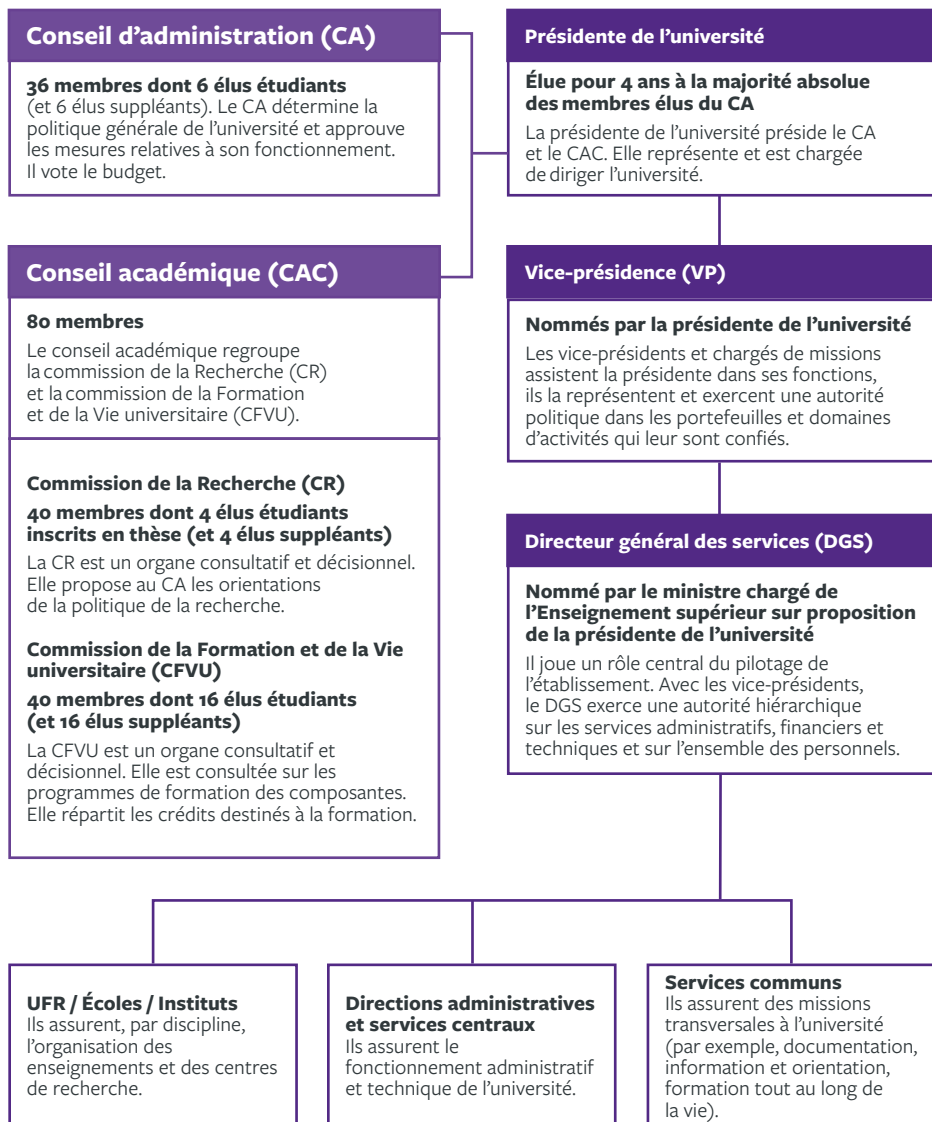 Conseil d’administration (CA)
36 membres dont 6 élus étudiants
(et 6 élus suppléants). Le CA détermine la
politique générale de l’université et approuve
les mesures relatives à son fonctionnement.
Il vote le budget.
Présidente de l’université
Élue pour 4 ans à la majorité absolue
des membres élus du CA
La présidente de l’université préside le CA
et le CAC. Elle représente et est chargée
de diriger l’université.
Conseil académique (CAC)
80 membres
Le conseil académique regroupe
la commission de la Recherche (CR)
et la commission de la Formation
et de la Vie universitaire (CFVU).
Commission de la Recherche (CR)
40 membres dont 4 élus étudiants
inscrits en thèse (et 4 élus suppléants)
La CR est un organe consultatif et décisionnel.
Elle propose au CA les orientations
de la politique de la recherche.
Commission de la Formation et de la Vie
universitaire (CFVU)
40 membres dont 16 élus étudiants
(et 16 élus suppléants)
La CFVU est un organe consultatif et
décisionnel. Elle est consultée sur les
programmes de formation des composantes.
Elle répartit les crédits destinés à la formation.
Vice-présidence (VP)
Nommés par la présidente de l’université
Les vice-présidents et chargés de missions
assistent la présidente dans ses fonctions,
ils la représentent et exercent une autorité
politique dans les portefeuilles et domaines
d’activités qui leur sont confiés.
Directeur général des services (DGS)
Nommé par le ministre chargé de
l’Enseignement supérieur sur proposition
de la présidente de l’université
Il joue un rôle central du pilotage de
l’établissement. Avec les vice-présidents,
le DGS exerce une autorité hiérarchique
sur les services administratifs, financiers et
techniques et sur l’ensemble des personnels.
UFR / Écoles / Instituts
Ils assurent, par discipline,
l’organisation des
enseignements et des centres
de recherche.
Directions administratives
et services centraux
Ils assurent le
fonctionnement administratif
et technique de l’université.
Services communs
Ils assurent des missions
transversales à l’université
(par exemple, documentation,
information et orientation,
formation tout au long de
la vie).